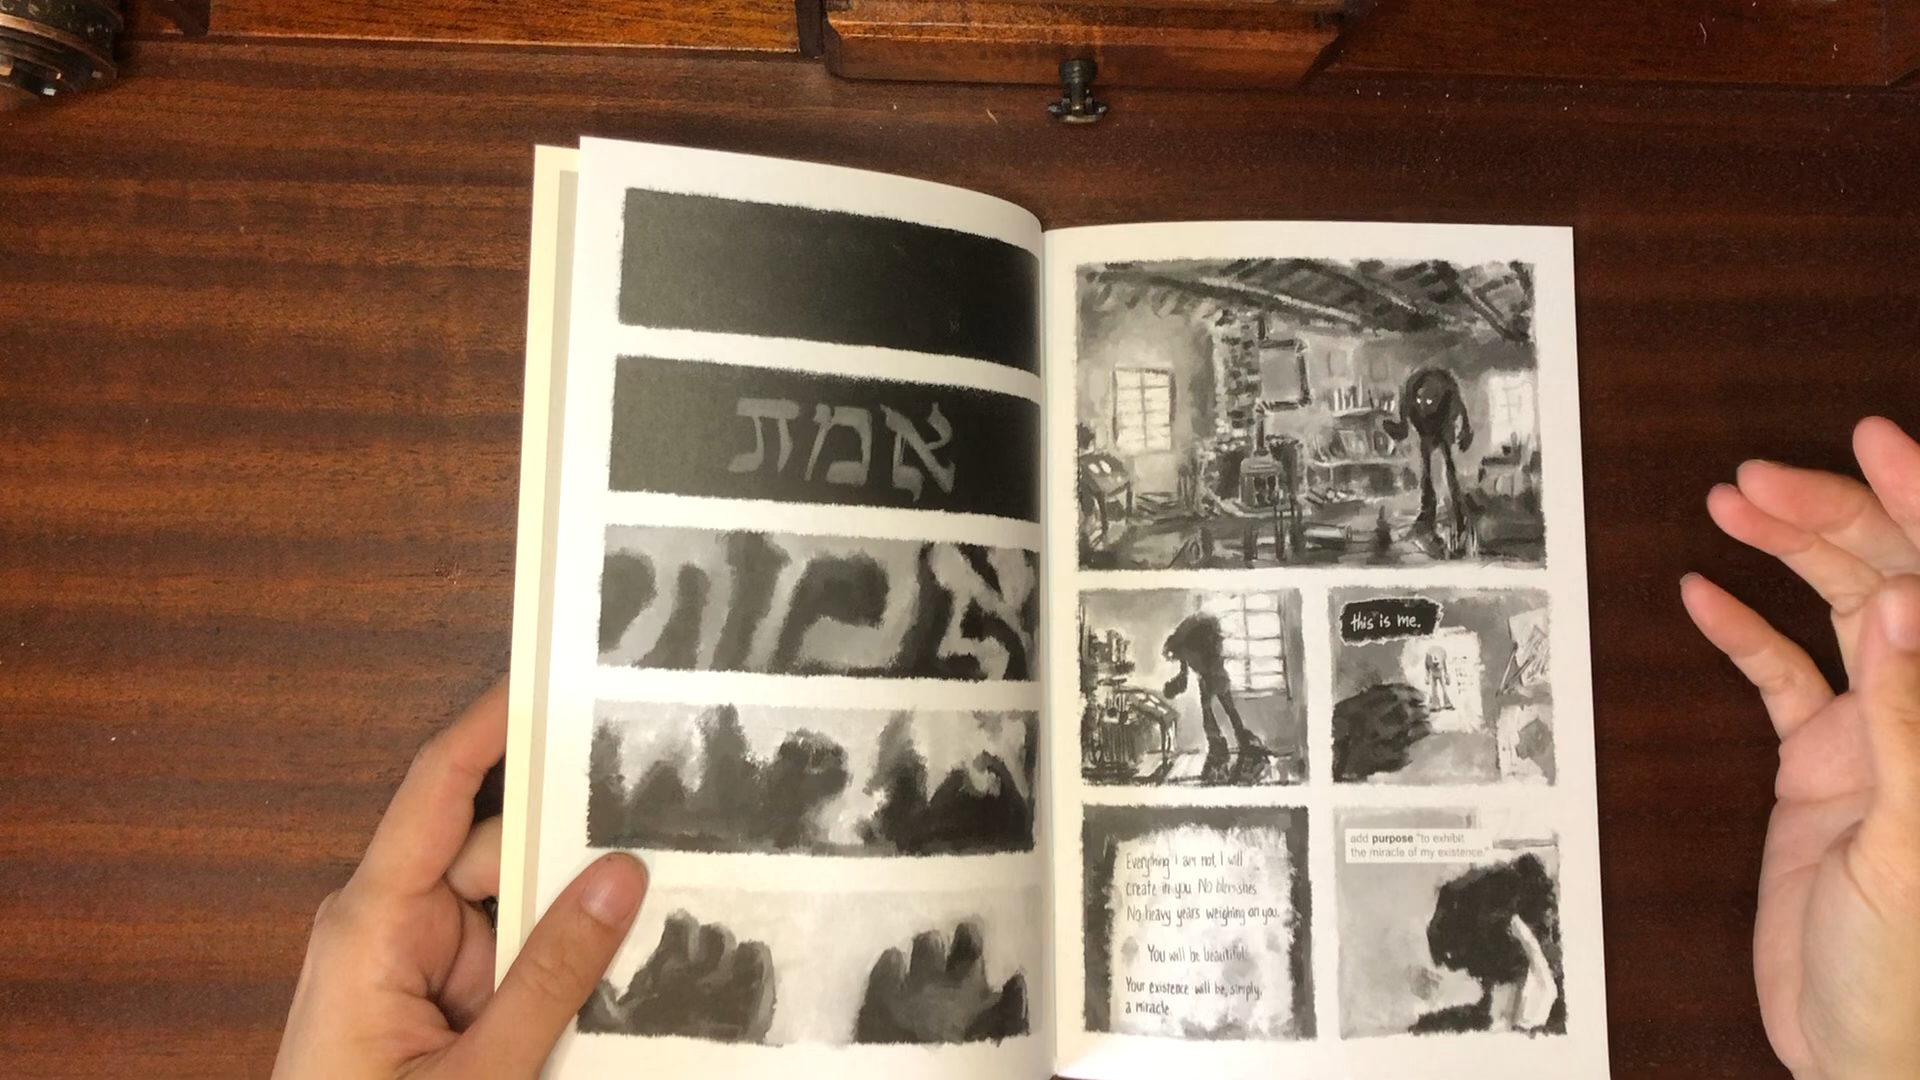 אמת
אמת
this is me.
Everything I am not I will
create in you No blemishes.
No heavy years weighing on you.
You will be beautiful.
Your existence will be, simply,
a miracle.
add purpose "to exhibit
the miracle of my existence."